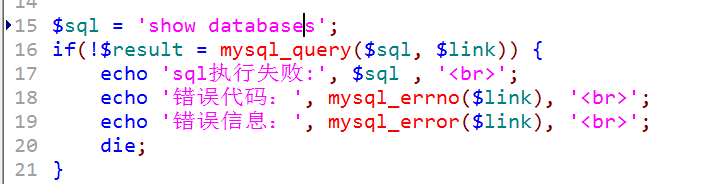 15 $sql = 'show databases';
16 if(!$result = mysql_query($sql, $link)) {
17 echo 'sql执行失败:', $sql , '<br>';
18 echo '错误代码：', mysql_errno($link), '<br>';
19 echo '错误信息：', mysql_error($link), '<br>';
20 die;
21 }